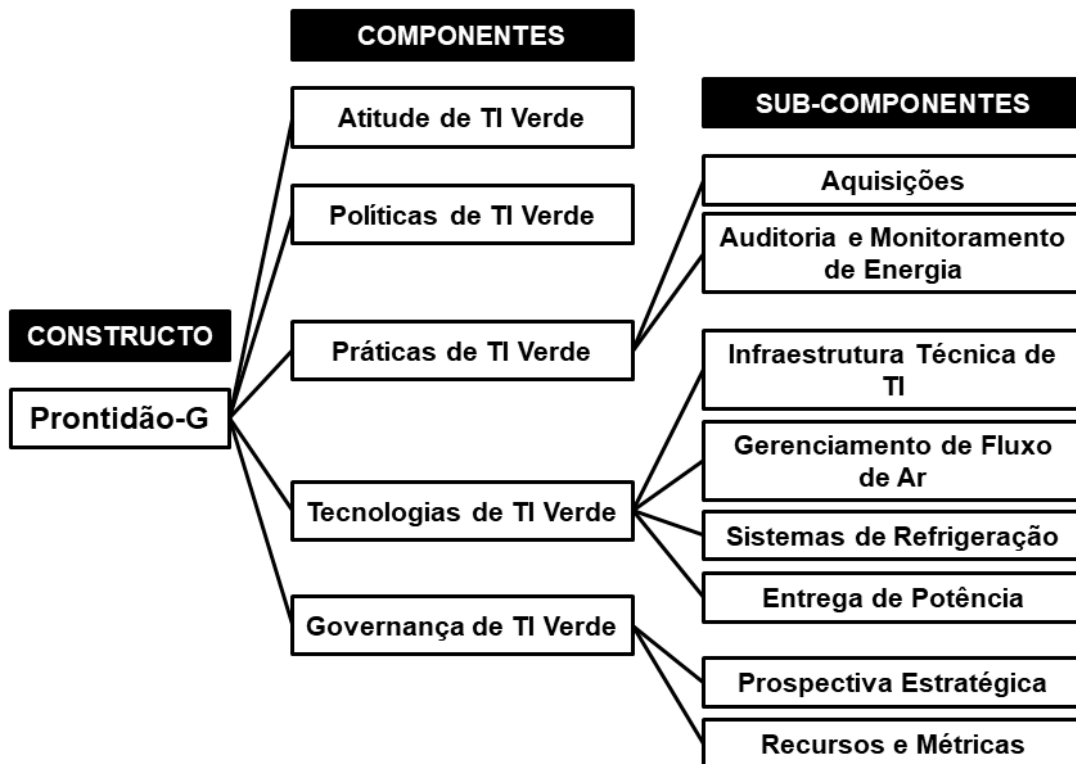 COMPONENTES
Atitude de TI Verde
Políticas de TI Verde
Práticas de TI Verde
Tecnologias de TI Verde
Governança de TI Verde
CONSTRUCTO
Prontidão-G
SUB-COMPONENTES
Aquisições
Auditoria e Monitoramento
de Energia
Infraestrutura Técnica de
TI
Gerenciamento de Fluxo
de Ar
Sistemas de Refrigeração
Entrega de Potência
Prospectiva Estratégica
Recursos e Métricas